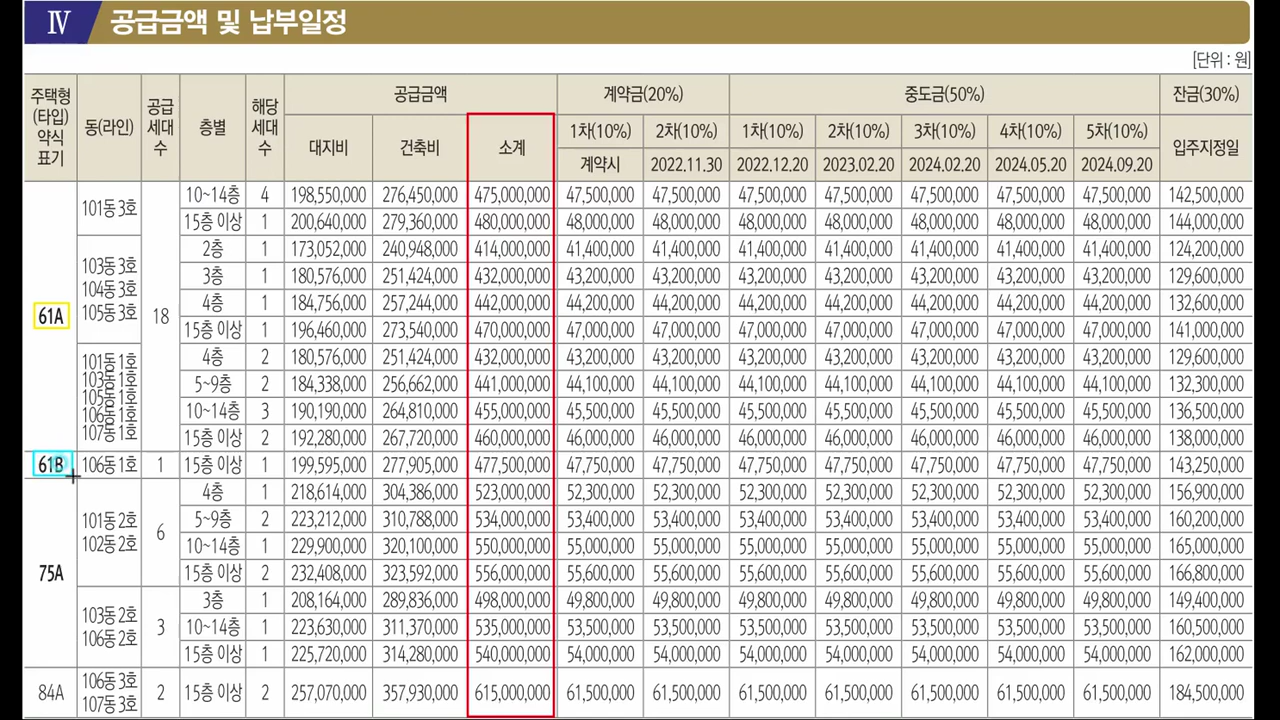 Ⅳ 공급금액 및 납부일정
[단위 : 원]
주택형 (타입) 약식 표기 동(라인) 공급 세대 수 층별 해당 세대 수 공급금액 계약금(20%) 중도금(50%) 잔금(30%)
대지비 건축비 소계 1차(10%) 2차(10%) 1차(10%) 2차(10%) 3차(10%) 4차(10%) 5차(10%) 입주지정일
계약시 2022.11.30 2022.12.20 2023.02.20 2024.02.20 2024.05.20 2024.09.20
61A 101동 3호 18 10~14층 4 198,550,000 276,450,000 475,000,000 47,500,000 47,500,000 47,500,000 47,500,000 47,500,000 47,500,000 47,500,000 142,500,000
15층 이상 1 200,640,000 279,360,000 480,000,000 48,000,000 48,000,000 48,000,000 48,000,000 48,000,000 48,000,000 48,000,000 144,000,000
103동 3호 104동 3호 105동 3호 2층 1 173,052,000 240,948,000 414,000,000 41,400,000 41,400,000 41,400,000 41,400,000 41,400,000 41,400,000 41,400,000 124,200,000
3층 1 180,576,000 251,424,000 432,000,000 43,200,000 43,200,000 43,200,000 43,200,000 43,200,000 43,200,000 43,200,000 129,600,000
4층 1 184,756,000 257,244,000 442,000,000 44,200,000 44,200,000 44,200,000 44,200,000 44,200,000 44,200,000 44,200,000 132,600,000
15층 이상 1 196,460,000 273,540,000 470,000,000 47,000,000 47,000,000 47,000,000 47,000,000 47,000,000 47,000,000 47,000,000 141,000,000
101동 1호 103동 1호 105동 1호 106동 1호 107동 1호 4층 2 180,576,000 251,424,000 432,000,000 43,200,000 43,200,000 43,200,000 43,200,000 43,200,000 43,200,000 43,200,000 129,600,000
5~9층 2 184,338,000 256,662,000 441,000,000 44,100,000 44,100,000 44,100,000 44,100,000 44,100,000 44,100,000 44,100,000 132,300,000
10~14층 3 190,190,000 264,810,000 455,000,000 45,500,000 45,500,000 45,500,000 45,500,000 45,500,000 45,500,000 45,500,000 136,500,000
15층 이상 2 192,280,000 267,720,000 460,000,000 46,000,000 46,000,000 46,000,000 46,000,000 46,000,000 46,000,000 46,000,000 138,000,000
61B 106동 1호 1 15층 이상 1 199,595,000 277,905,000 477,500,000 47,750,000 47,750,000 47,750,000 47,750,000 47,750,000 47,750,000 47,750,000 143,250,000
75A 101동 2호 102동 2호 6 4층 1 218,614,000 304,386,000 523,000,000 52,300,000 52,300,000 52,300,000 52,300,000 52,300,000 52,300,000 52,300,000 156,900,000
5~9층 2 223,212,000 310,788,000 534,000,000 53,400,000 53,400,000 53,400,000 53,400,000 53,400,000 53,400,000 53,400,000 160,200,000
10~14층 1 229,900,000 320,100,000 550,000,000 55,000,000 55,000,000 55,000,000 55,000,000 55,000,000 55,000,000 55,000,000 165,000,000
15층 이상 2 232,408,000 323,592,000 556,000,000 55,600,000 55,600,000 55,600,000 55,600,000 55,600,000 55,600,000 55,600,000 166,800,000
103동 2호 106동 2호 3 3층 1 208,164,000 289,836,000 498,000,000 49,800,000 49,800,000 49,800,000 49,800,000 49,800,000 49,800,000 49,800,000 149,400,000
10~14층 1 223,630,000 311,370,000 535,000,000 53,500,000 53,500,000 53,500,000 53,500,000 53,500,000 53,500,000 53,500,000 160,500,000
15층 이상 1 225,720,000 314,280,000 540,000,000 54,000,000 54,000,000 54,000,000 54,000,000 54,000,000 54,000,000 54,000,000 162,000,000
84A 106동 3호 107동 3호 2 15층 이상 2 257,070,000 357,930,000 615,000,000 61,500,000 61,500,000 61,500,000 61,500,000 61,500,000 61,500,000 61,500,000 184,500,000